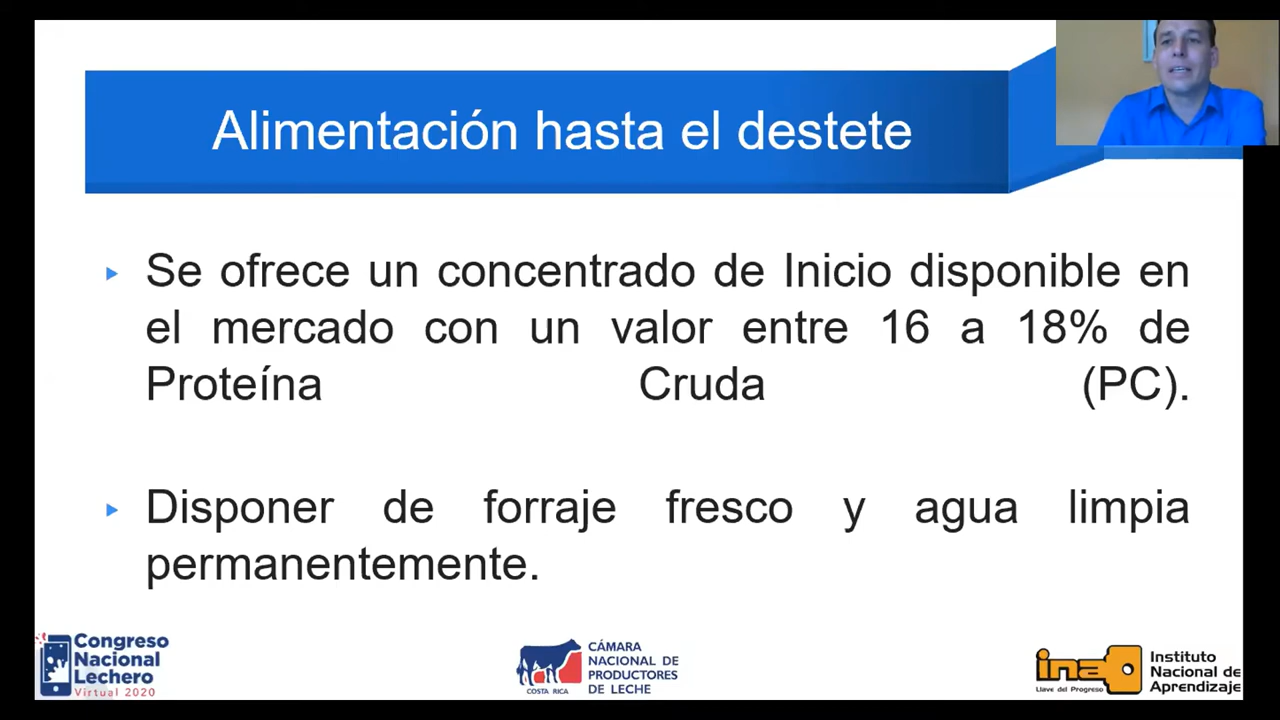 Alimentación hasta el destete
Se ofrece un concentrado de Inicio disponible en
el mercado con un valor entre 16 a 18% de
Proteína Cruda (PC).
Disponer de forraje fresco y agua limpia
permanentemente.
Congreso
Nacional
Lechero
Virtual 2020
COSTA RICA
CÁMARA
NACIONAL DE
PRODUCTORES
DE LECHE
ina
Llave del Progreso
Instituto
Nacional de
Aprendizaje